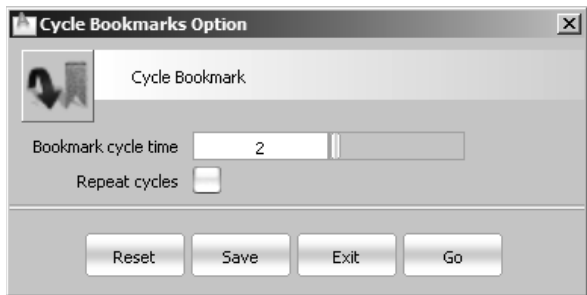 Cycle Bookmarks Option
Cycle Bookmark
Bookmark cycle time 2
Repeat cycles
Reset Save Exit Go